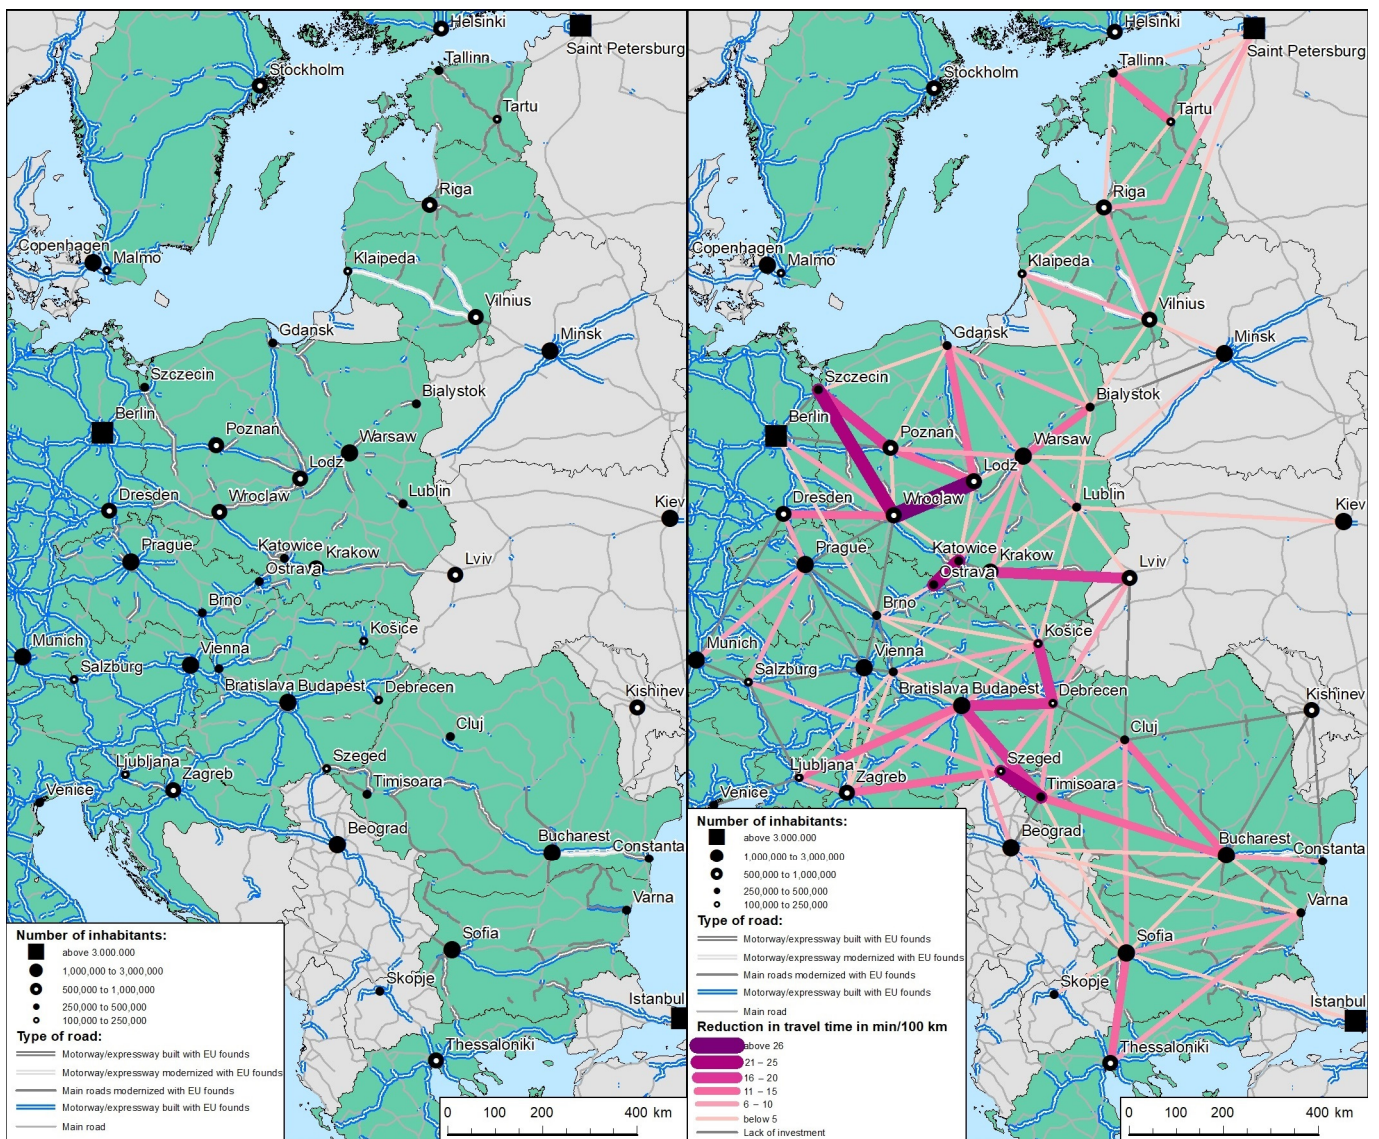 Helsinki
Saint Petersburg
Stockholm
Tallinn
Tartu
Riga
Copenhagen
Malmo
Klaipeda
Vilnius
Gdansk
Minsk
Szczecin
Bialystok
Berlin
Poznań
Warsaw
Lodz
Dresden
Wroclaw
Lublin
Kiev
Prague
Katowice
Krakow
Ostrava
Lviv
Brno
Munich
Vienna
Košice
Salzburg
Bratislava
Budapest
Debrecen
Kishinev
Cluj
Ljubljana
Zagreb
Szeged
Timisoara
Venice
Beograd
Bucharest
Constanta
Varna
Sofia
Skopje
Istanbul
Thessaloniki
Number of inhabitants:
above 3.000.000
1,000,000 to 3,000,000
500,000 to 1,000,000
250,000 to 500,000
100,000 to 250,000
Type of road:
Motorway/expressway built with EU founds
Motorway/expressway modernized with EU founds
Main roads modernized with EU founds
Motorway/expressway built with EU founds
Main road
0 100 200 400 km
Helsinki
Saint Petersburg
Stockholm
Tallinn
Tartu
Riga
Copenhagen
Malmo
Klaipeda
Vilnius
Gdansk
Minsk
Szczecin
Bialystok
Berlin
Poznań
Warsaw
Lodz
Dresden
Wroclaw
Lublin
Kiev
Prague
Katowice
Krakow
Ostrava
Lviv
Brno
Munich
Vienna
Košice
Salzburg
Bratislava
Budapest
Debrecen
Kishinev
Cluj
Ljubljana
Zagreb
Szeged
Timisoara
Venice
Beograd
Bucharest
Constanta
Varna
Sofia
Skopje
Istanbul
Thessaloniki
Number of inhabitants:
above 3.000.000
1,000,000 to 3,000,000
500,000 to 1,000,000
250,000 to 500,000
100,000 to 250,000
Type of road:
Motorway/expressway built with EU founds
Motorway/expressway modernized with EU founds
Main roads modernized with EU founds
Motorway/expressway built with EU founds
Main road
Reduction in travel time in min/100 km
above 26
21 – 25
16 – 20
11 – 15
6 – 10
below 5
Lack of investment
0 100 200 400 km